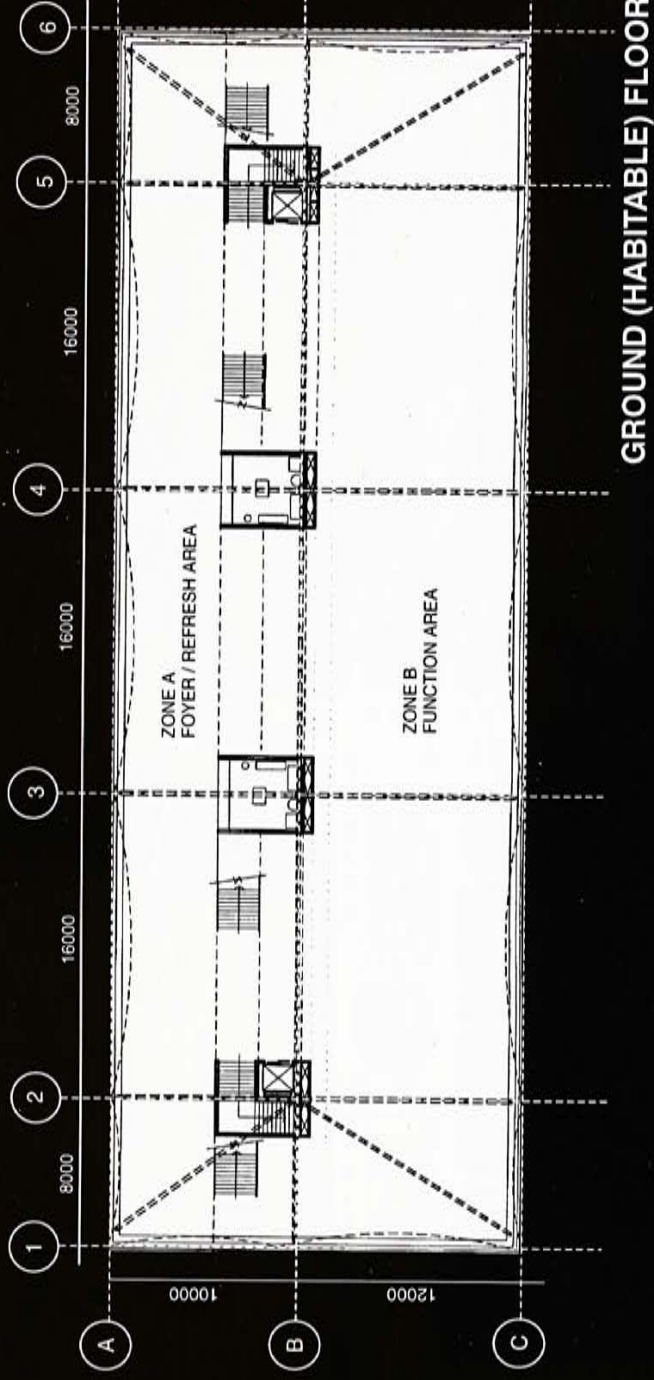 GROUND (HABITABLE) FLOOR
1
2
3
4
5
6
8000
16000
16000
16000
8000
A
B
C
10000
12000
ZONE A
FOYER / REFRESH AREA
ZONE B
FUNCTION AREA